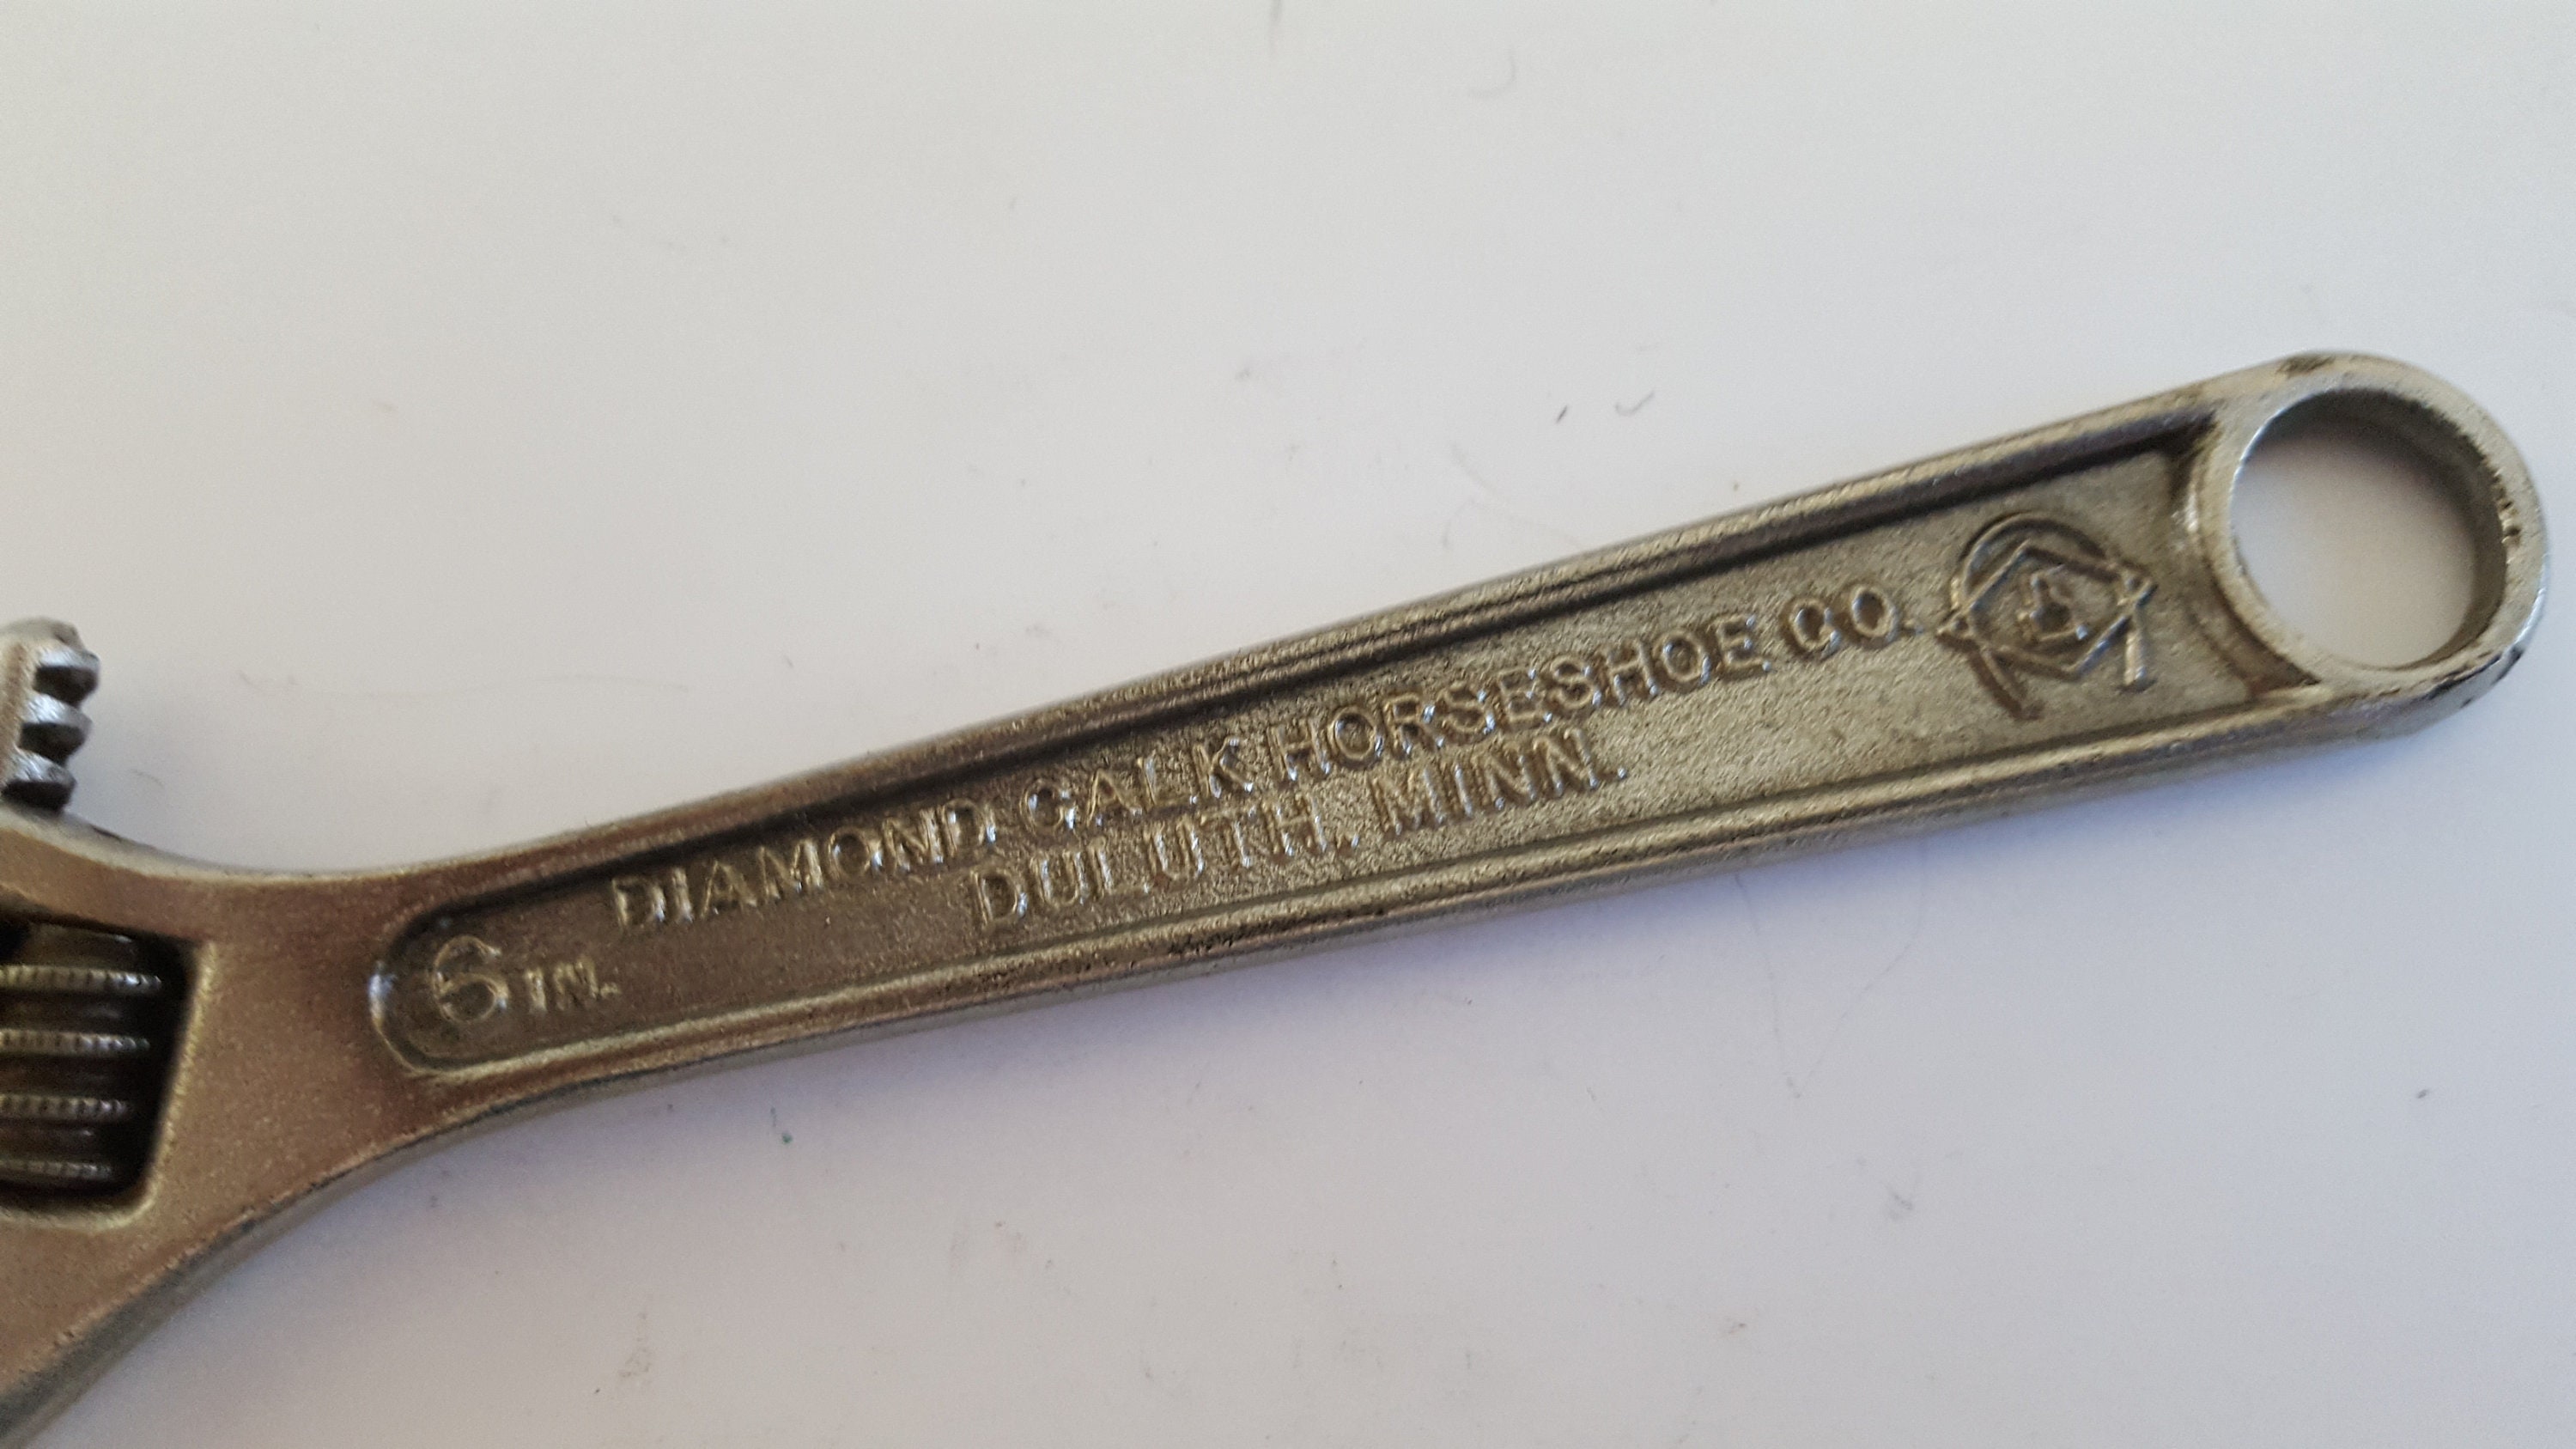 DIAMOND CALK HORSESHOE CO.
DULUTH, MINN.
6 IN.